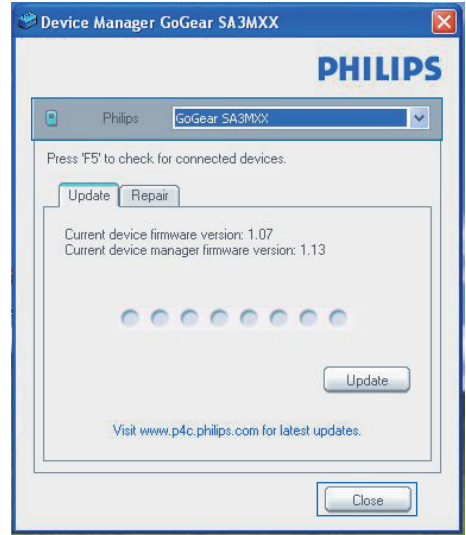 Device Manager GoGear SA3MXX
PHILIPS
Philips GoGear SA3MXX
Press 'F5' to check for connected devices.
Update Repair
Current device firmware version: 1.07
Current device manager firmware version: 1.13
Update
Visit www.p4c.philips.com for latest updates.
Close